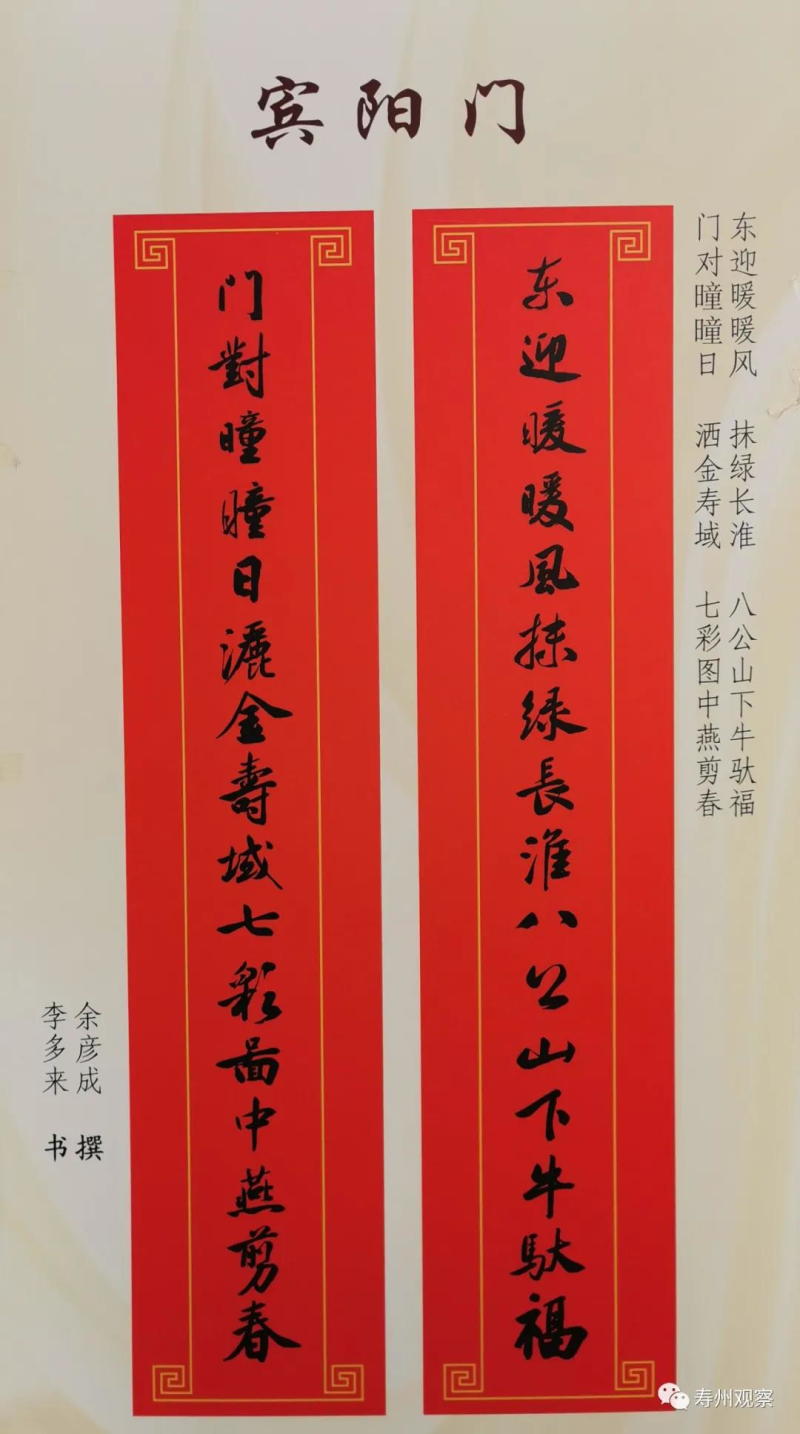 宾阳门
东迎暖暖风 抹绿长淮 八公山下牛驮福
门对曈曈日 洒金寿域 七彩图中燕剪春
东迎暖暖風抹绿長淮八公山下牛馱福
门對曈曈日灑金壽域七彩啚中燕剪春
余彦成 撰
李多来 书
寿州观察